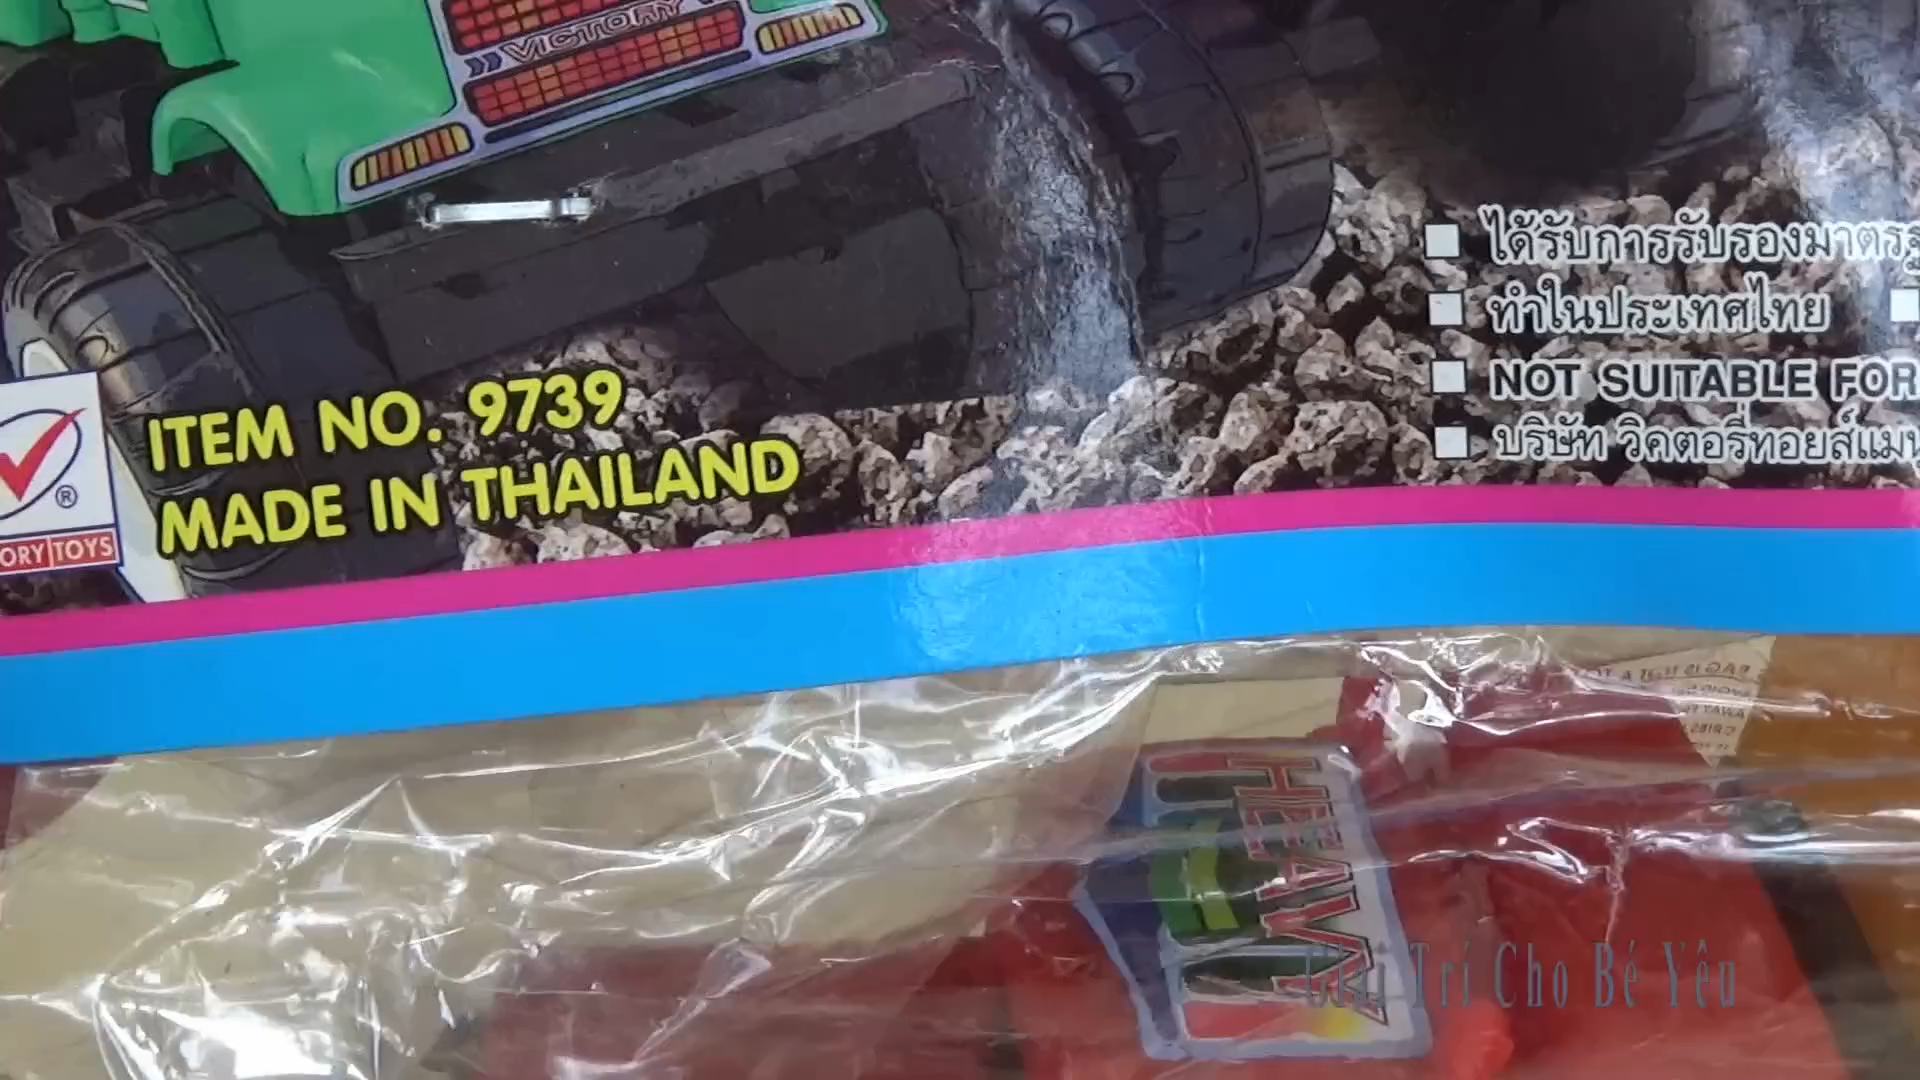 VICTORY
ได้รับการรับรองมาตรฐ
ทำในประเทศไทย
NOT SUITABLE FOR
บริษัท วิคตอรี่ทอยส์แมน
ITEM NO. 9739
MADE IN THAILAND
®
ORY TOYS
HEAVY
Giải Trí Cho Bé Yêu